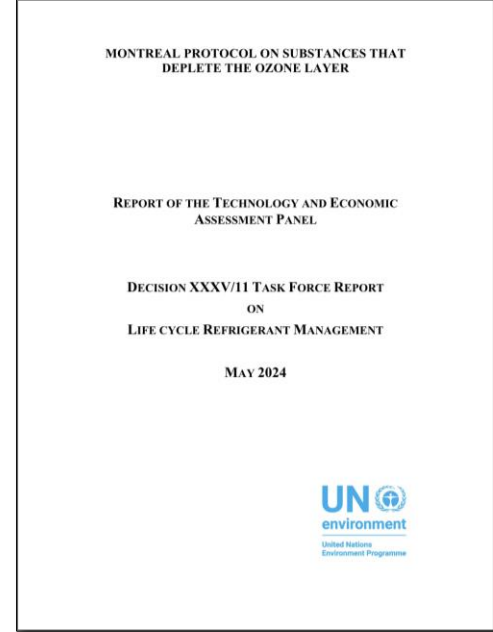 MONTREAL PROTOCOL ON SUBSTANCES THAT
DEPLETE THE OZONE LAYER
REPORT OF THE TECHNOLOGY AND ECONOMIC
ASSESSMENT PANEL
DECISION XXXV/11 TASK FORCE REPORT
ON
LIFE CYCLE REFRIGERANT MANAGEMENT
MAY 2024
UN
environment
United Nations
Environment Programme